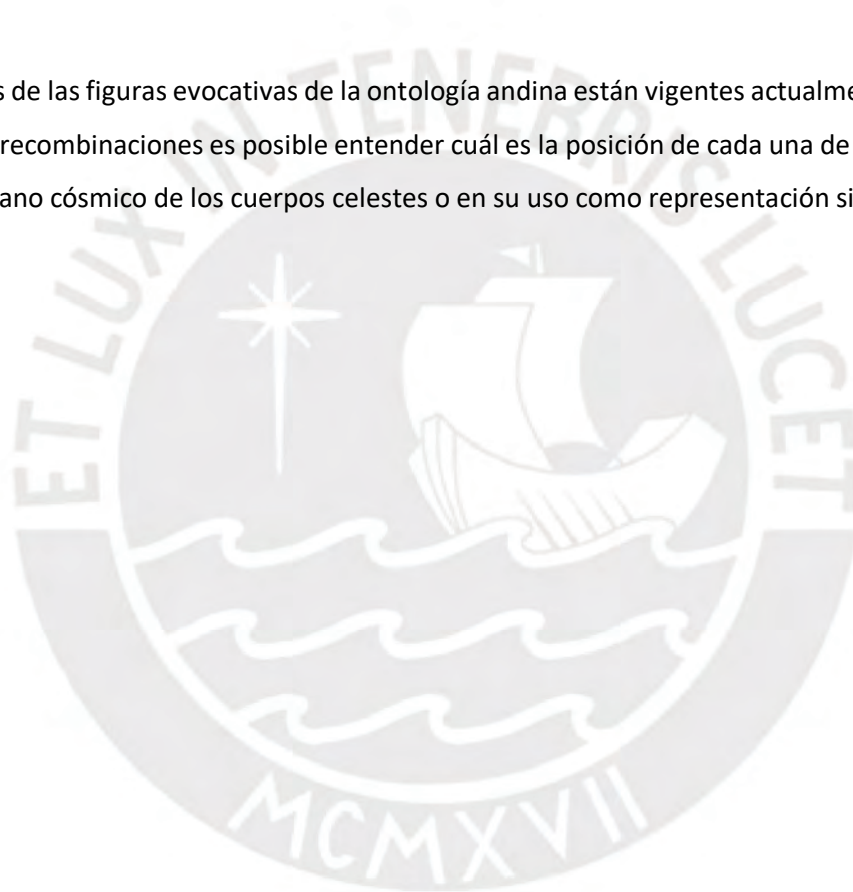 s de las figuras evocativas de la ontología andina están vigentes actualme
recombinaciones es posible entender cuál es la posición de cada una de
ano cósmico de los cuerpos celestes o en su uso como representación si
ET LUX IN TENEBRIS LUCET
MCMXVII